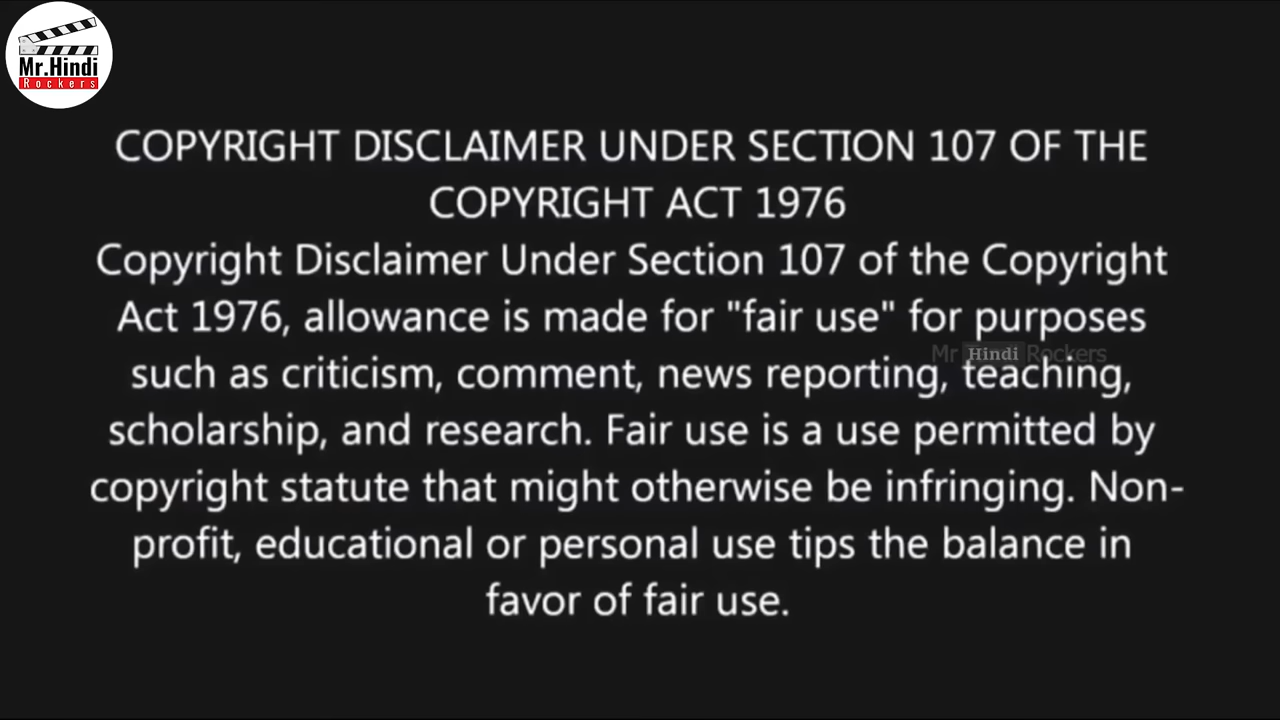 Mr.Hindi
Rockers
COPYRIGHT DISCLAIMER UNDER SECTION 107 OF THE
COPYRIGHT ACT 1976
Copyright Disclaimer Under Section 107 of the Copyright
Act 1976, allowance is made for "fair use" for purposes
Mr Hindi Rockers
such as criticism, comment, news reporting, teaching,
scholarship, and research. Fair use is a use permitted by
copyright statute that might otherwise be infringing. Non-
profit, educational or personal use tips the balance in
favor of fair use.